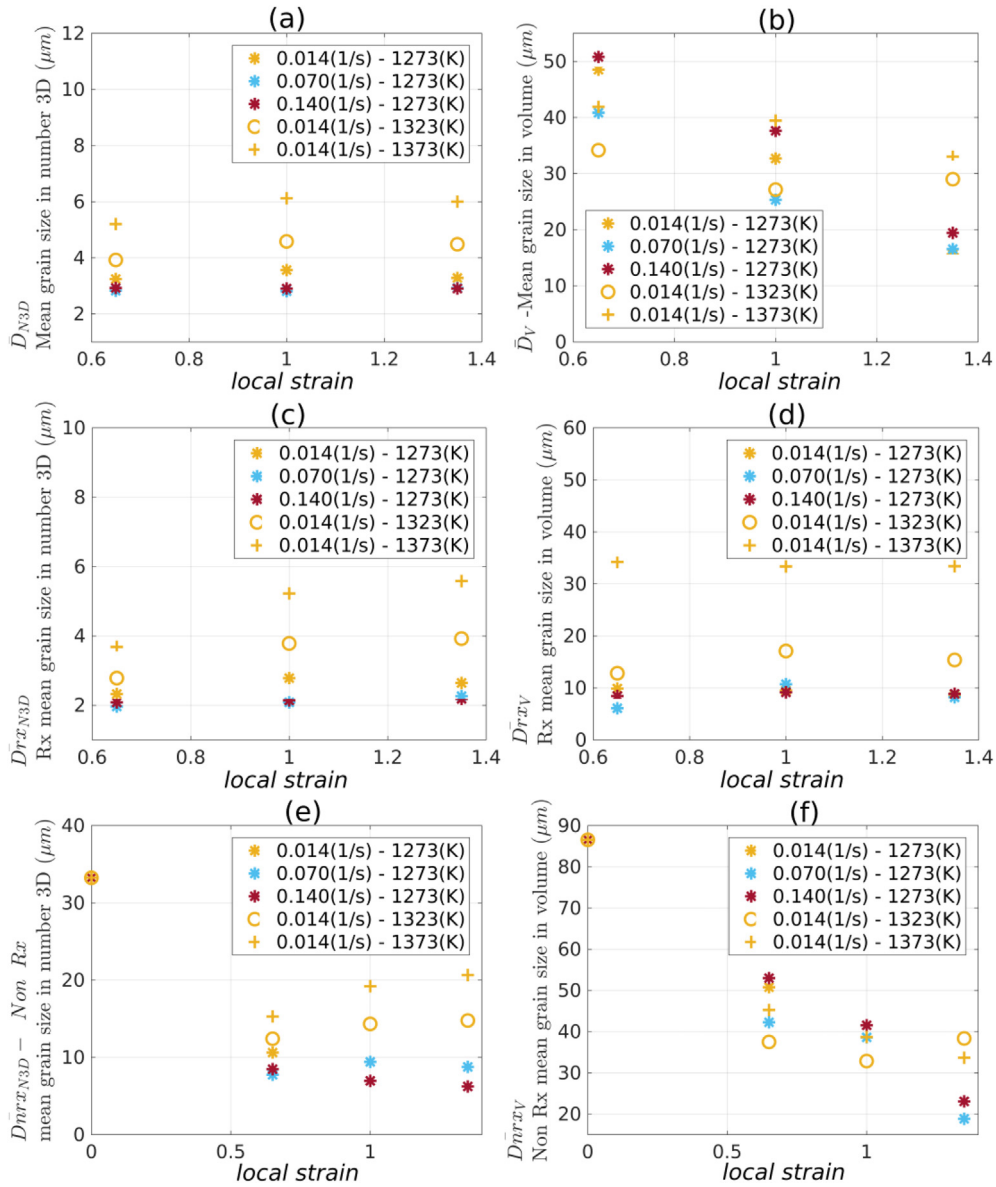 (a)
12
10
8
6
4
2
0.6
0.8
1
1.2
1.4
local strain
D̄_N3D
Mean grain size in number 3D (μm)
0.014(1/s) - 1273(K)
0.070(1/s) - 1273(K)
0.140(1/s) - 1273(K)
0.014(1/s) - 1323(K)
0.014(1/s) - 1373(K)
(b)
50
40
30
20
10
0
0.6
0.8
1
1.2
1.4
local strain
D̄_V -Mean grain size in volume (μm)
0.014(1/s) - 1273(K)
0.070(1/s) - 1273(K)
0.140(1/s) - 1273(K)
0.014(1/s) - 1323(K)
0.014(1/s) - 1373(K)
(c)
10
8
6
4
2
0.6
0.8
1
1.2
1.4
local strain
D̄rx_N3D
Rx mean grain size in number 3D (μm)
0.014(1/s) - 1273(K)
0.070(1/s) - 1273(K)
0.140(1/s) - 1273(K)
0.014(1/s) - 1323(K)
0.014(1/s) - 1373(K)
(d)
60
50
40
30
20
10
0
0.6
0.8
1
1.2
1.4
local strain
D̄rx_V
Rx mean grain size in volume (μm)
0.014(1/s) - 1273(K)
0.070(1/s) - 1273(K)
0.140(1/s) - 1273(K)
0.014(1/s) - 1323(K)
0.014(1/s) - 1373(K)
(e)
40
30
20
10
0
0
0.5
1
local strain
D̄nrx_N3D − Non Rx
mean grain size in number 3D (μm)
0.014(1/s) - 1273(K)
0.070(1/s) - 1273(K)
0.140(1/s) - 1273(K)
0.014(1/s) - 1323(K)
0.014(1/s) - 1373(K)
(f)
90
80
70
60
50
40
30
20
0
0.5
1
local strain
D̄nrx_V
Non Rx mean grain size in volume (μm)
0.014(1/s) - 1273(K)
0.070(1/s) - 1273(K)
0.140(1/s) - 1273(K)
0.014(1/s) - 1323(K)
0.014(1/s) - 1373(K)